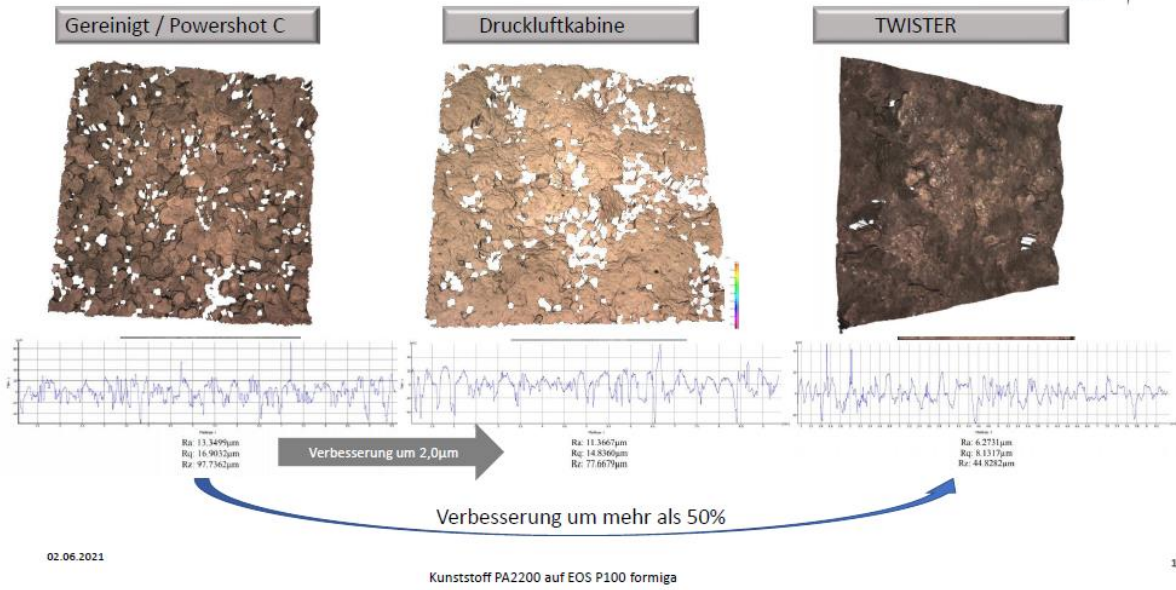 Gereinigt / Powershot C
Druckluftkabine
TWISTER
Ra: 13.3499µm
Rq: 16.9032µm
Rz: 97.7362µm
Verbesserung um 2,0µm
Ra: 11.3667µm
Rq: 14.8360µm
Rz: 77.6679µm
Ra: 6.2731µm
Rq: 8.1317µm
Rz: 44.8282µm
Verbesserung um mehr als 50%
02.06.2021
Kunststoff PA2200 auf EOS P100 formiga
1